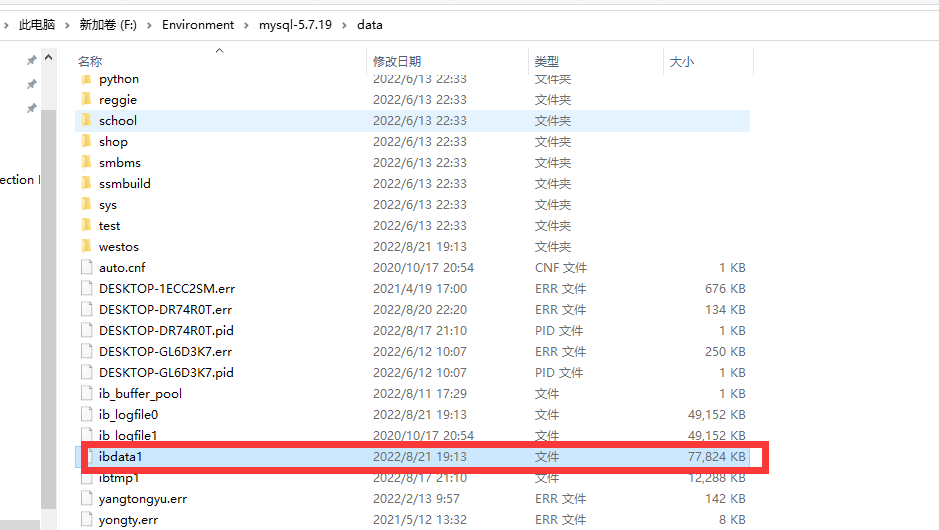 此电脑 › 新加卷 (F:) › Environment › mysql-5.7.19 › data
名称 修改日期 类型 大小
python 2022/6/13 22:33 文件夹
reggie 2022/6/13 22:33 文件夹
school 2022/6/13 22:33 文件夹
shop 2022/6/13 22:33 文件夹
smbms 2022/6/13 22:33 文件夹
ection ssmbuild 2022/6/13 22:33 文件夹
sys 2022/6/13 22:33 文件夹
test 2022/6/13 22:33 文件夹
westos 2022/8/21 19:13 文件夹
auto.cnf 2020/10/17 20:54 CNF 文件 1 KB
DESKTOP-1ECC2SM.err 2021/4/19 17:00 ERR 文件 676 KB
DESKTOP-DR74R0T.err 2022/8/20 22:20 ERR 文件 134 KB
DESKTOP-DR74R0T.pid 2022/8/17 21:10 PID 文件 1 KB
DESKTOP-GL6D3K7.err 2022/6/12 10:07 ERR 文件 250 KB
DESKTOP-GL6D3K7.pid 2022/6/12 10:07 PID 文件 1 KB
ib_buffer_pool 2022/8/11 17:29 文件 1 KB
ib_logfile0 2022/8/21 19:13 文件 49,152 KB
ib_logfile1 2020/10/17 20:54 文件 49,152 KB
ibdata1 2022/8/21 19:13 文件 77,824 KB
ibtmp1 2022/8/17 21:10 文件 12,288 KB
yangtongyu.err 2022/2/13 9:57 ERR 文件 142 KB
yongty.err 2021/5/12 13:32 ERR 文件 8 KB